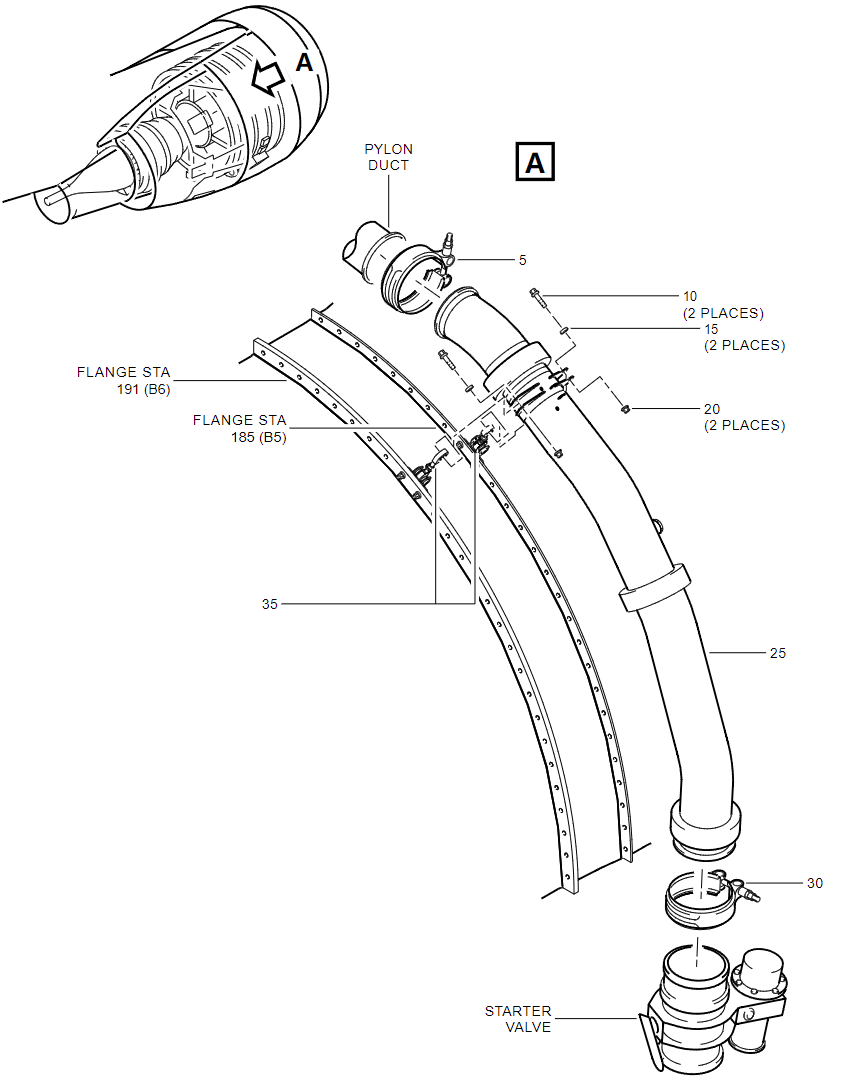 A
PYLON
DUCT
A
5
10
(2 PLACES)
15
(2 PLACES)
FLANGE STA
191 (B6)
20
(2 PLACES)
FLANGE STA
185 (B5)
35
25
30
STARTER
VALVE